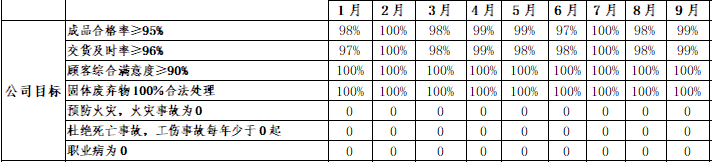 1月 2月 3月 4月 5月 6月 7月 8月 9月
公司目标
成品合格率≥95% 98% 100% 98% 99% 99% 97% 100% 98% 99%
交货及时率≥96% 97% 100% 98% 99% 98% 98% 100% 98% 99%
顾客综合满意度≥90% 100% 100% 100% 100% 100% 100% 100% 100% 100%
固体废弃物100%合法处理 100% 100% 100% 100% 100% 100% 100% 100% 100%
预防火灾，火灾事故为0 0 0 0 0 0 0 0 0 0
杜绝死亡事故，工伤事故每年少于0起 0 0 0 0 0 0 0 0 0
职业病为0 0 0 0 0 0 0 0 0 0